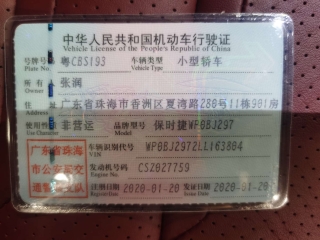 中华人民共和国机动车行驶证
Vehicle License of the People's Republic of China
号牌号码 粤CBS193 车辆类型 小型轿车
Plate No. Vehicle Type
所有人 张润
Owner
住址 广东省珠海市香洲区夏湾路288号11栋981房
Address
使用性质 非营运 品牌型号 保时捷WP0BJ297
Use Character Model
广东省珠海
市公安局交
通警察支队
车辆识别代号 WP0BJ2972LL163884
VIN
发动机号码 CSZ027759
Engine No.
注册日期 2020-01-20 发证日期 2020-01-20
Register Date Issue Date